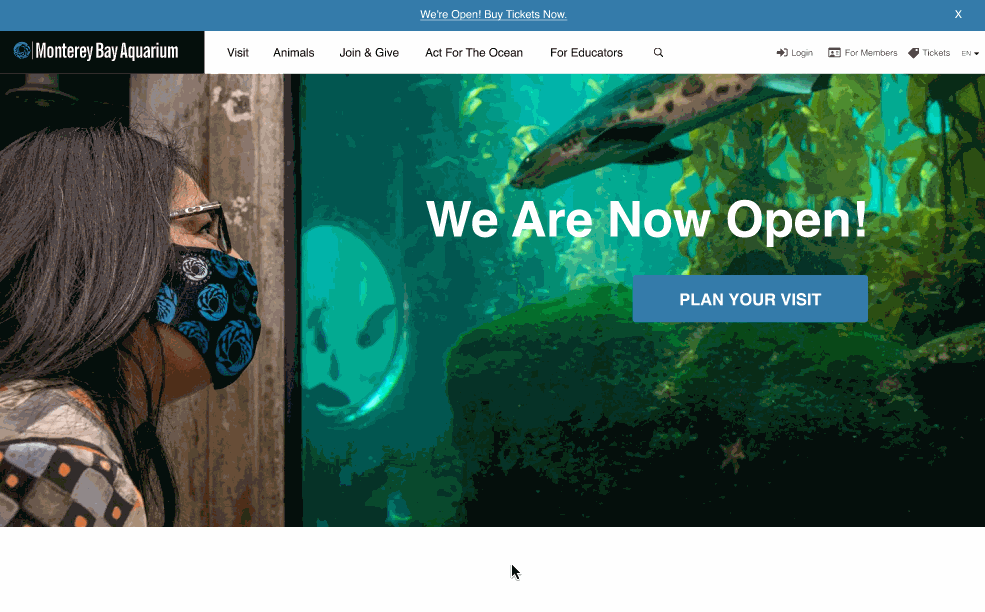 We're Open! Buy Tickets Now.
X
Monterey Bay Aquarium
Visit
Animals
Join & Give
Act For The Ocean
For Educators
Login
For Members
Tickets
EN
We Are Now Open!
PLAN YOUR VISIT